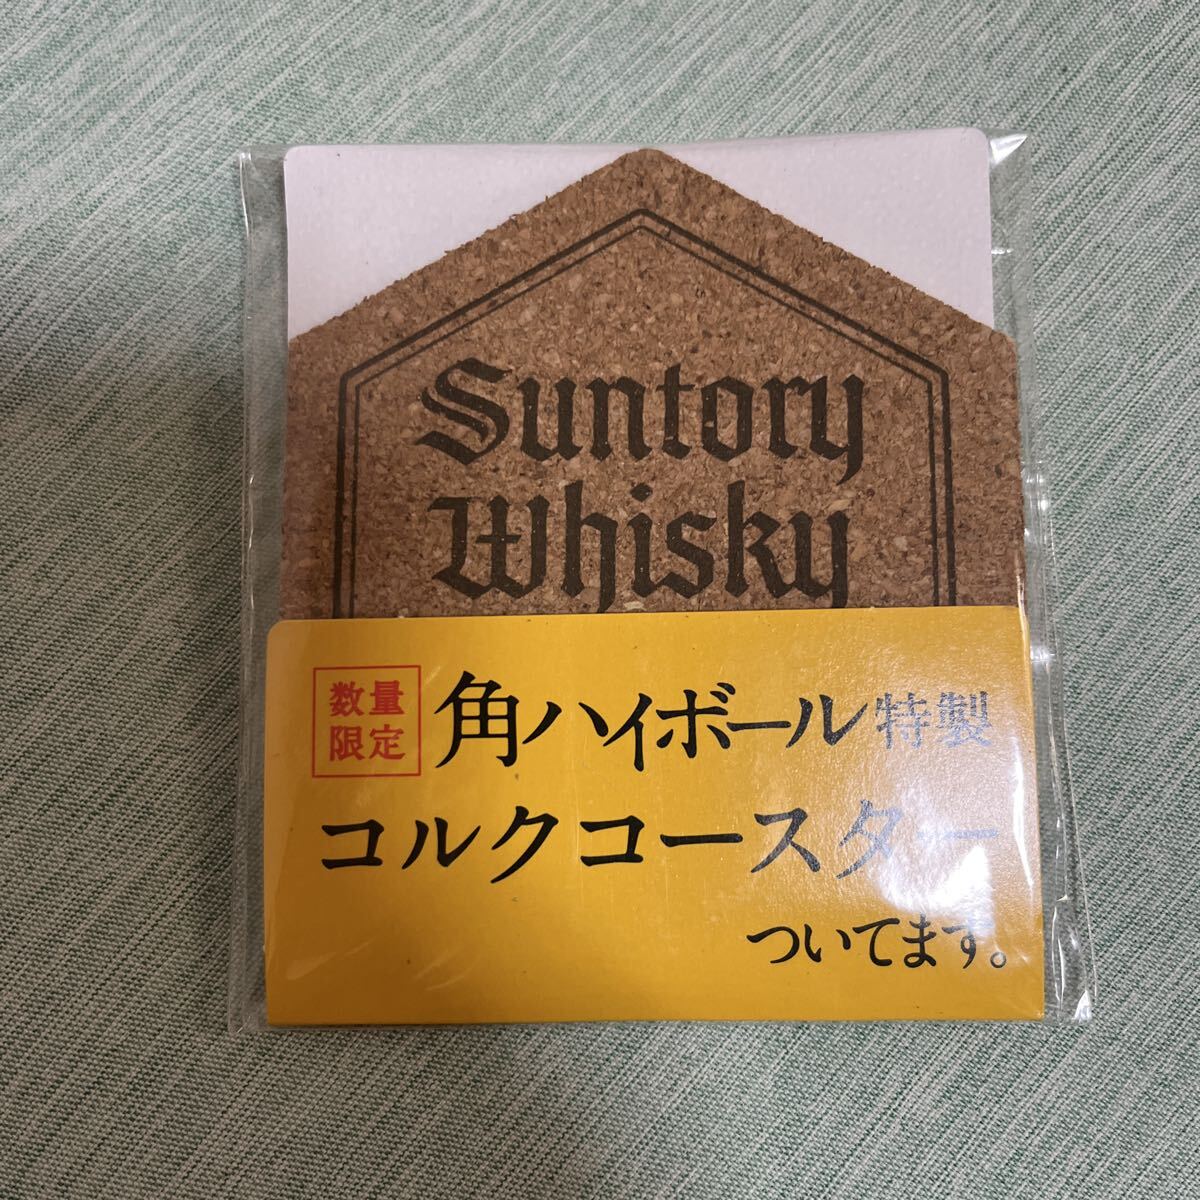 Suntory
Whisky
数量
限定
角ハイボール特製
コルクコースター
ついてます。